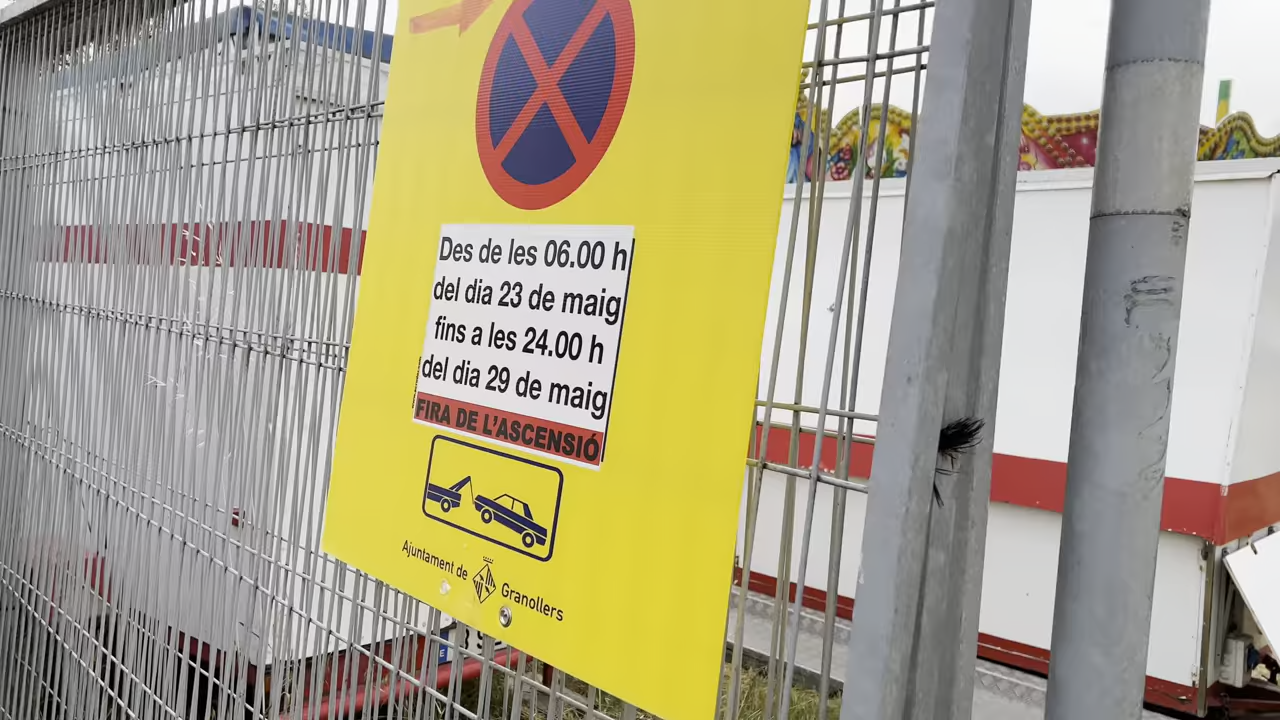 Des de les 06.00 h
del dia 23 de maig
fins a les 24.00 h
del dia 29 de maig
FIRA DE L'ASCENSIÓ
Ajuntament de Granollers